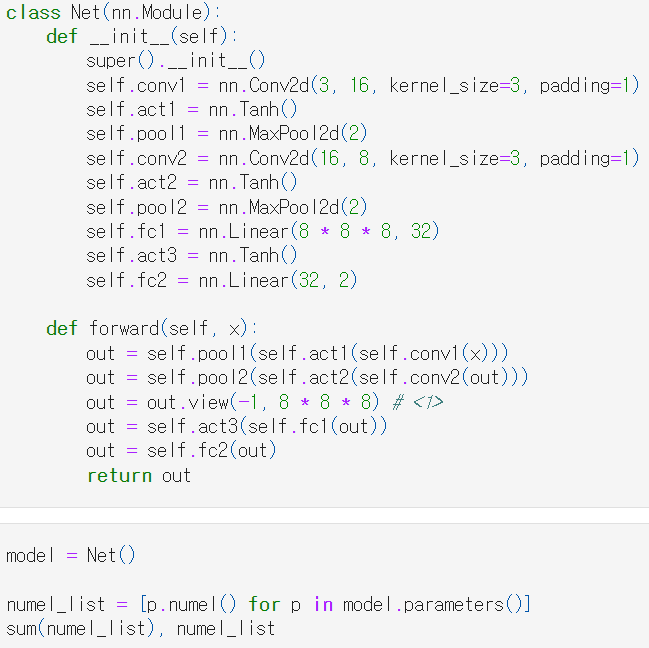 class Net(nn.Module):
    def __init__(self):
        super().__init__()
        self.conv1 = nn.Conv2d(3, 16, kernel_size=3, padding=1)
        self.act1 = nn.Tanh()
        self.pool1 = nn.MaxPool2d(2)
        self.conv2 = nn.Conv2d(16, 8, kernel_size=3, padding=1)
        self.act2 = nn.Tanh()
        self.pool2 = nn.MaxPool2d(2)
        self.fc1 = nn.Linear(8 * 8 * 8, 32)
        self.act3 = nn.Tanh()
        self.fc2 = nn.Linear(32, 2)
    def forward(self, x):
        out = self.pool1(self.act1(self.conv1(x)))
        out = self.pool2(self.act2(self.conv2(out)))
        out = out.view(-1, 8 * 8 * 8) # <1>
        out = self.act3(self.fc1(out))
        out = self.fc2(out)
        return out
model = Net()
numel_list = [p.numel() for p in model.parameters()]
sum(numel_list), numel_list